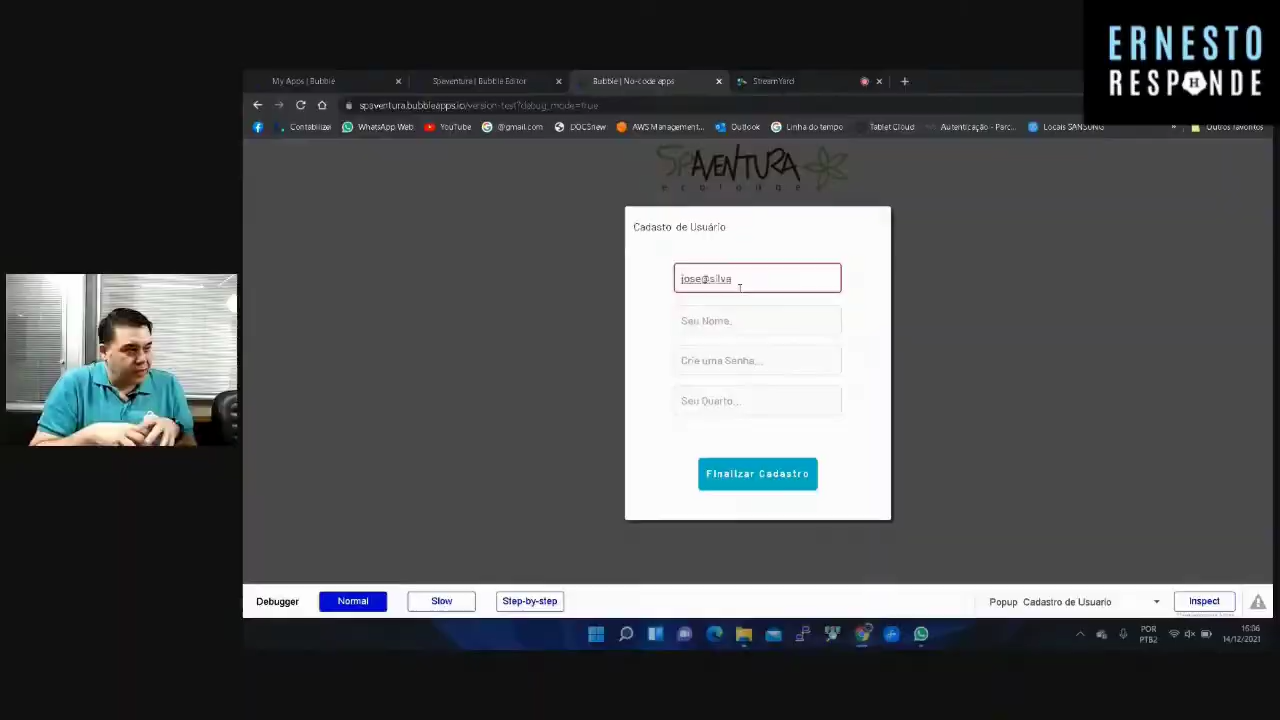 ERNESTO
RESPONDE
My Apps | Bubble
Spaventura | Bubble Editor
Bubble | No-code apps
StreamYard
spaventura.bubbleapps.io/version-test?debug_mode=true
Contabilizei
WhatsApp Web
YouTube
@gmail.com
DOCSnew
AWS Management...
Outlook
Linha do tempo
Tablet Cloud
Autenticação - Parc...
Locais SANSUNG
»
Outros favoritos
SPAVENTURA
ecolodge
Cadasto de Usuário
jose@silva
Seu Nome..
Crie uma Senha...
Seu Quarto...
Finalizar Cadastro
Debugger
Normal
Slow
Step-by-step
Popup Cadastro de Usuario
Inspect
POR
PTB2
15:06
14/12/2021